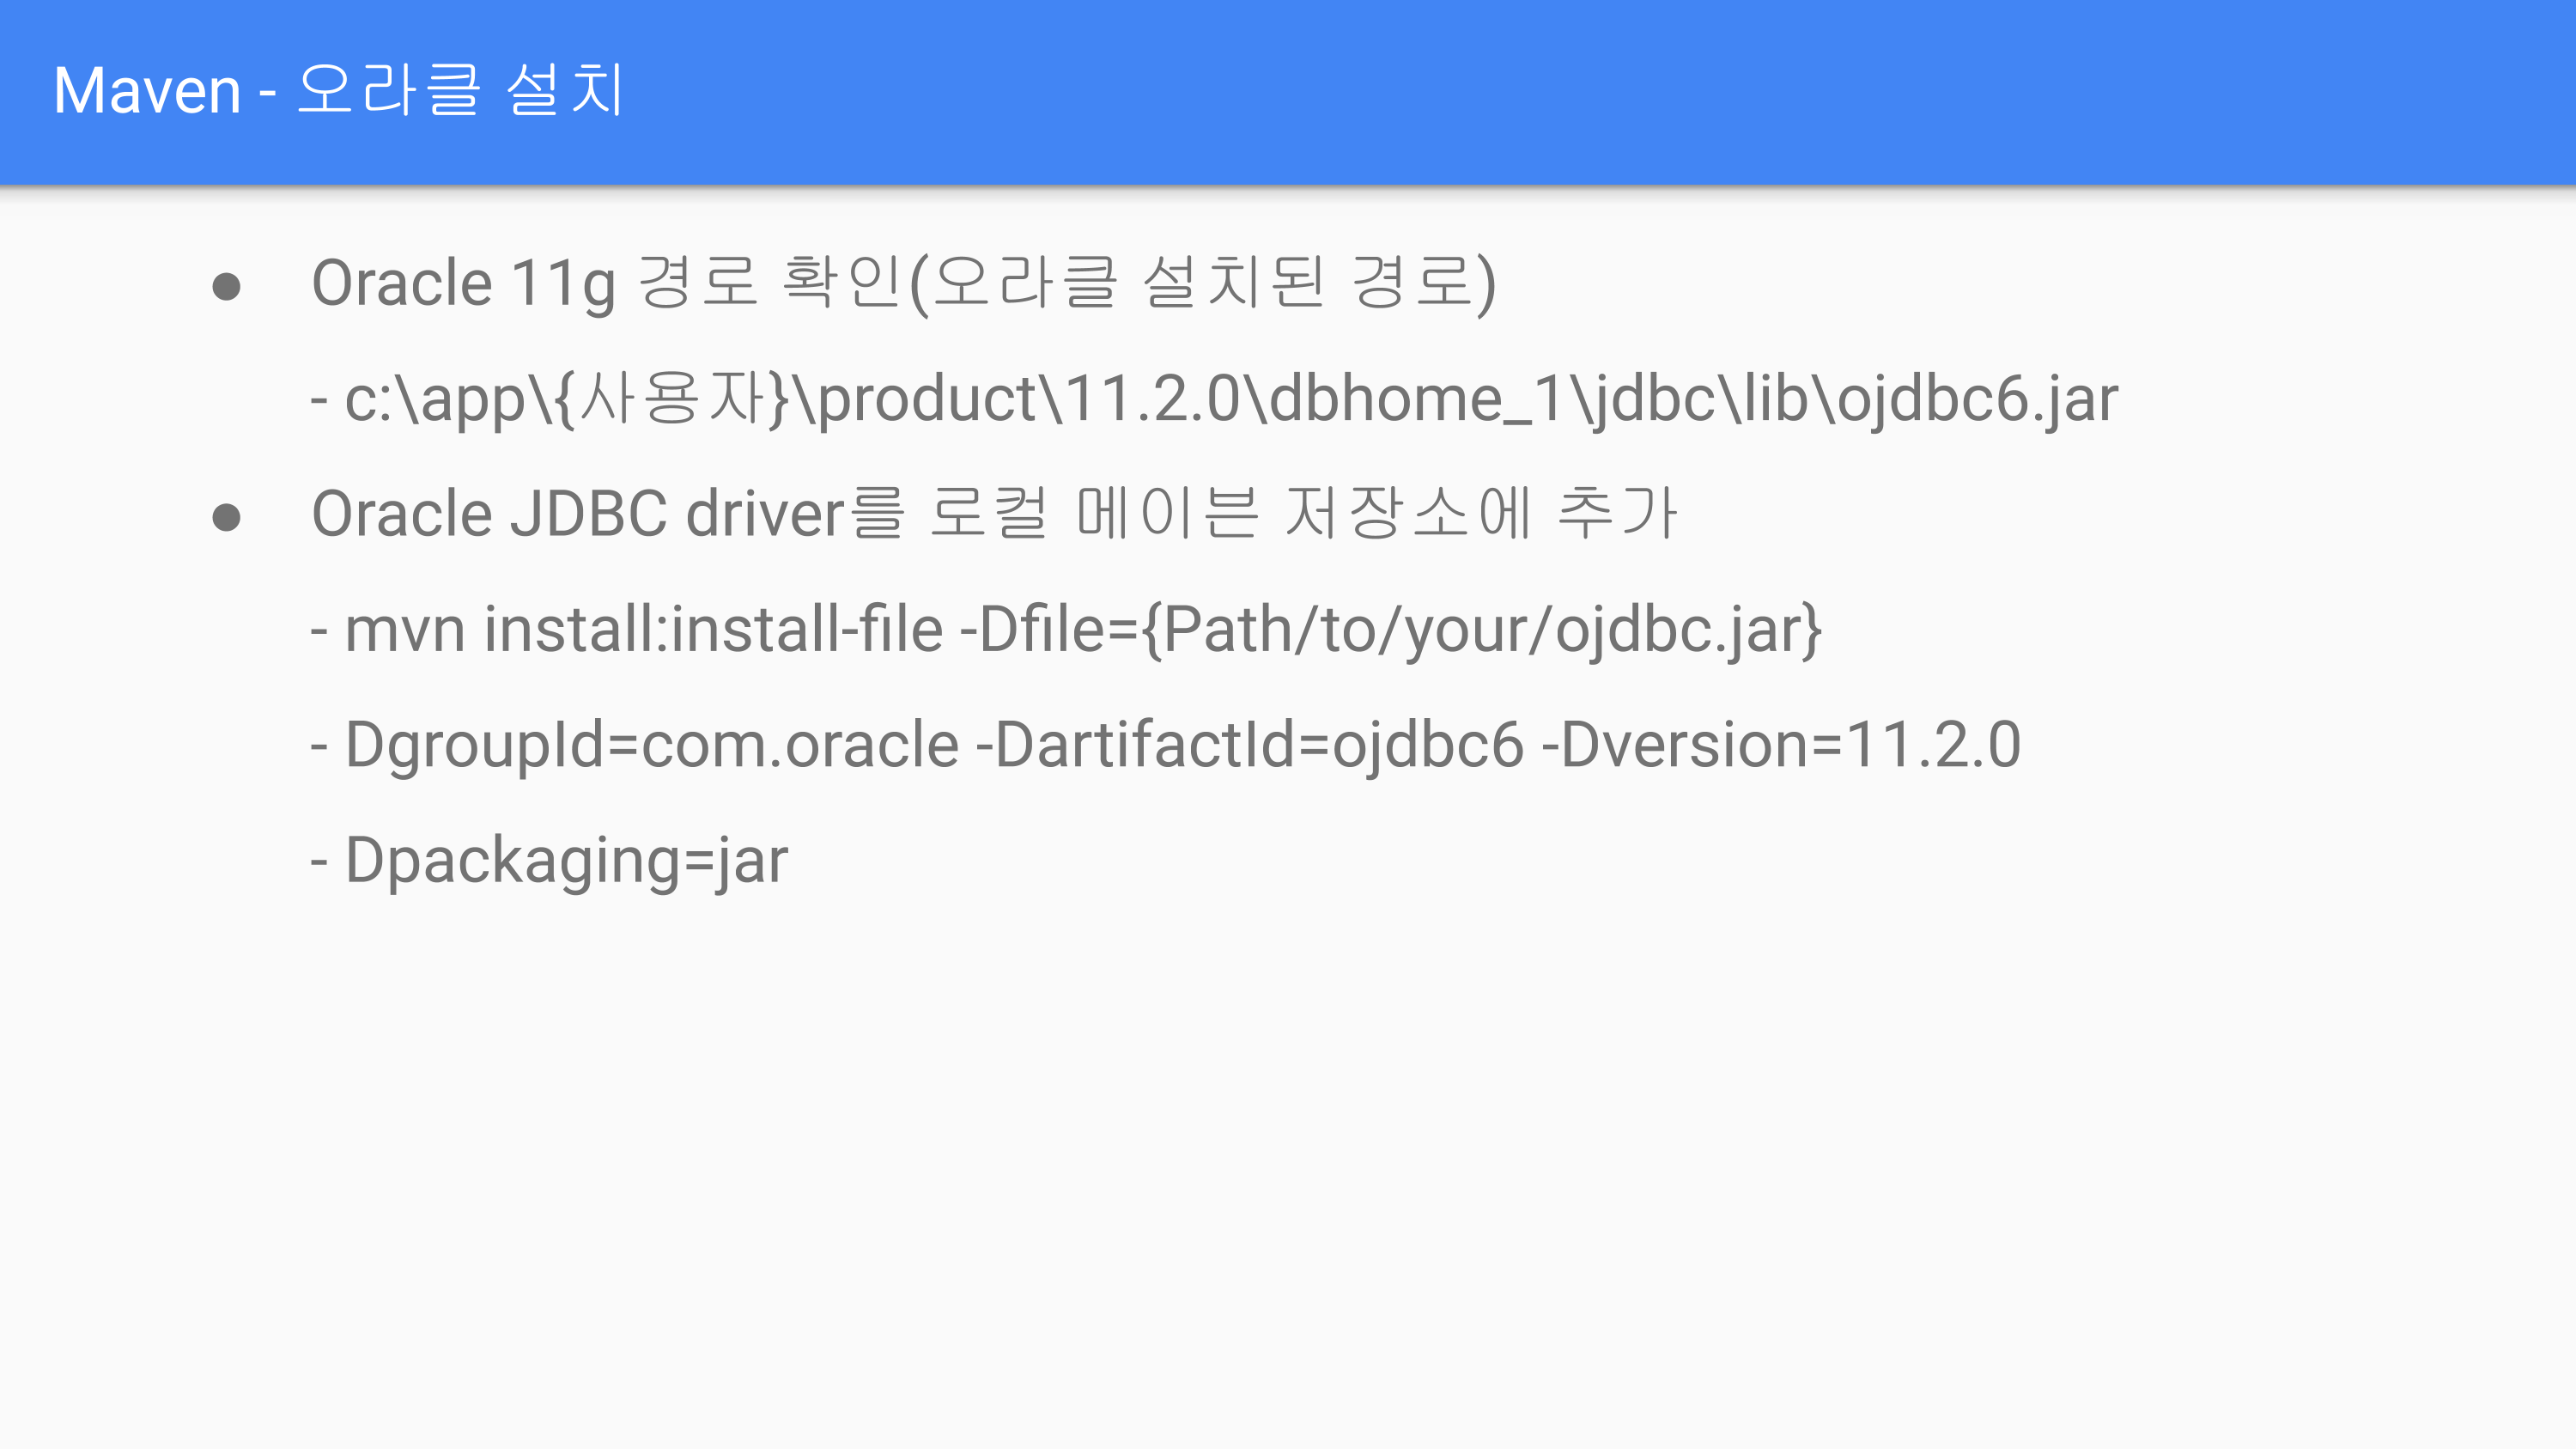 Maven - 오라클 설치
● Oracle 11g 경로 확인(오라클 설치된 경로)
- c:\app\{사용자}\product\11.2.0\dbhome_1\jdbc\lib\ojdbc6.jar
● Oracle JDBC driver를 로컬 메이븐 저장소에 추가
- mvn install:install-file -Dfile={Path/to/your/ojdbc.jar}
- DgroupId=com.oracle -DartifactId=ojdbc6 -Dversion=11.2.0
- Dpackaging=jar